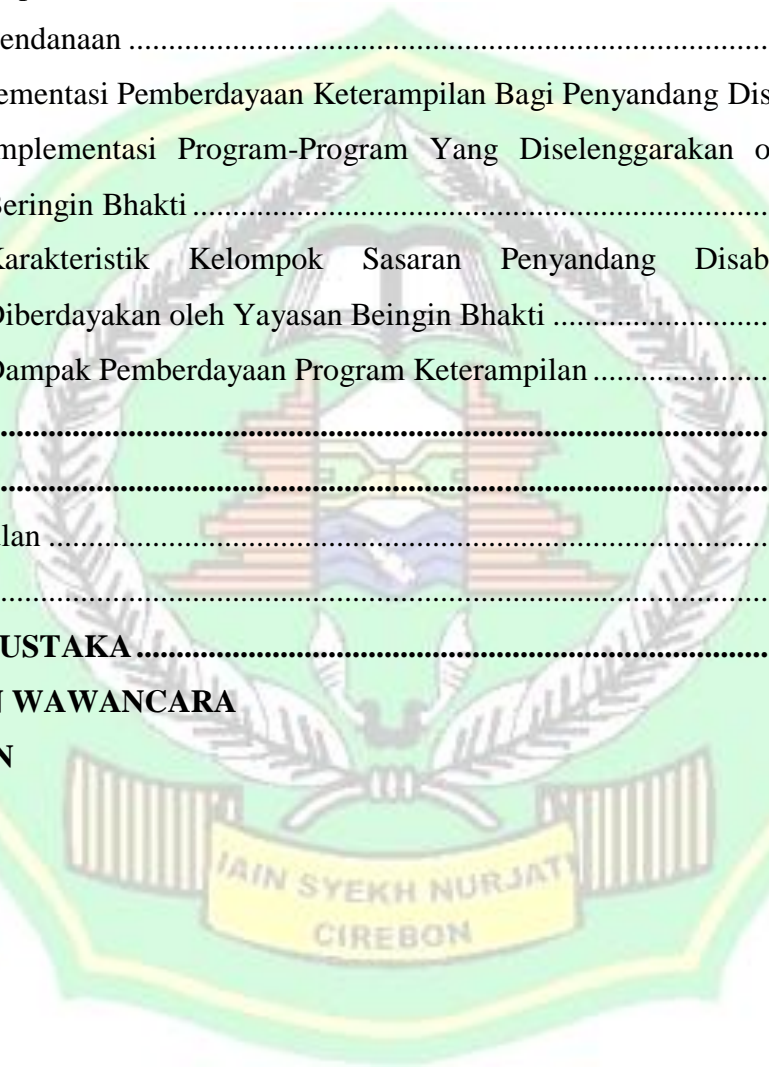 endanaan ................................................................................
ementasi Pemberdayaan Keterampilan Bagi Penyandang Dis
mplementasi Program-Program Yang Diselenggarakan o
Beringin Bhakti ........................................................................
Karakteristik Kelompok Sasaran Penyandang Disab
Diberdayakan oleh Yayasan Beingin Bhakti ...........................
Dampak Pemberdayaan Program Keterampilan ......................
................................................................................................
................................................................................................
lan ..........................................................................................
................................................................................................
USTAKA ...............................................................................
N WAWANCARA
N
IAIN SYEKH NURJATI
CIREBON